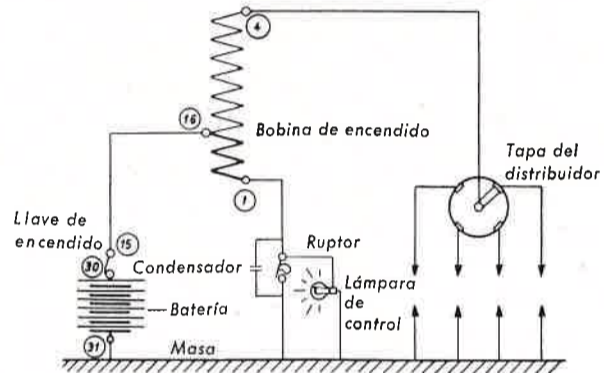 4
16
Bobina de encendido
Tapa del
distribuidor
1
Llave de
encendido
15
Ruptor
30
Condensador
Lámpara
de
control
Batería
31
Masa